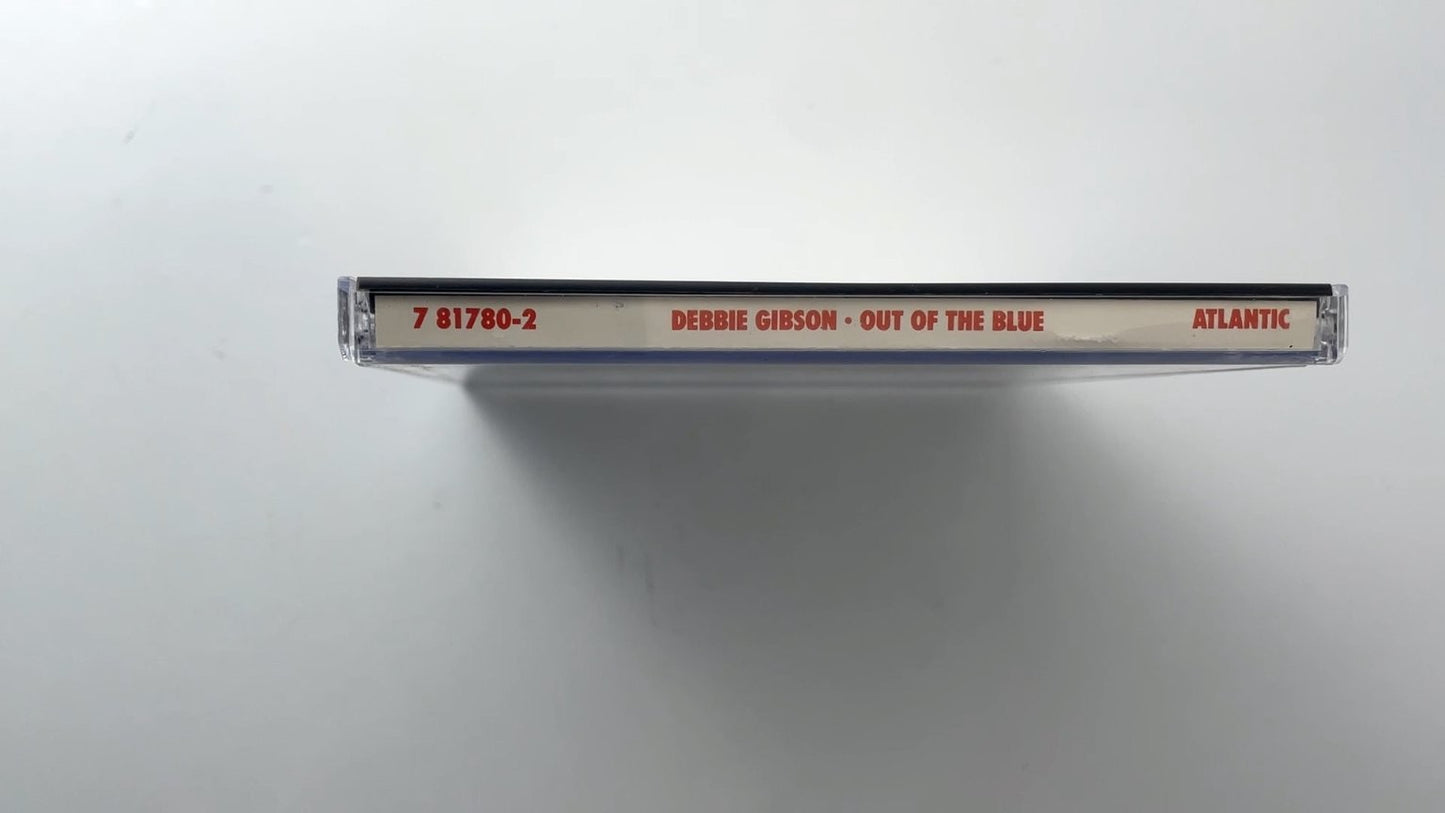 7 81780-2 DEBBIE GIBSON • OUT OF THE BLUE ATLANTIC